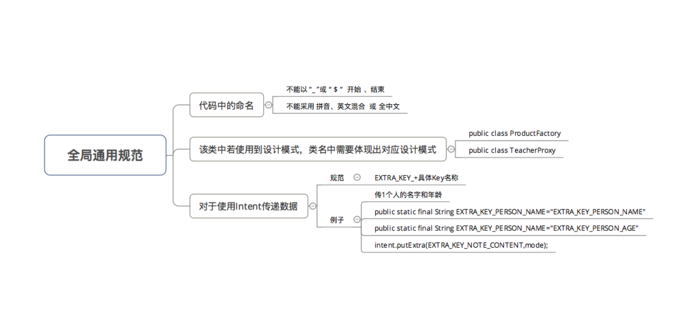 全局通用规范
代码中的命名
不能以 “_ ”或 “ $ ” 开始 、结束
不能采用 拼音、英文混合 或 全中文
该类中若使用到设计模式，类名中需要体现出对应设计模式
public class ProductFactory
public class TeacherProxy
对于使用Intent传递数据
规范
EXTRA_KEY_+具体Key名称
例子
传1个人的名字和年龄
public static final String EXTRA_KEY_PERSON_NAME="EXTRA_KEY_PERSON_NAME"
public static final String EXTRA_KEY_PERSON_NAME="EXTRA_KEY_PERSON_AGE"
intent.putExtra(EXTRA_KEY_NOTE_CONTENT,mode);